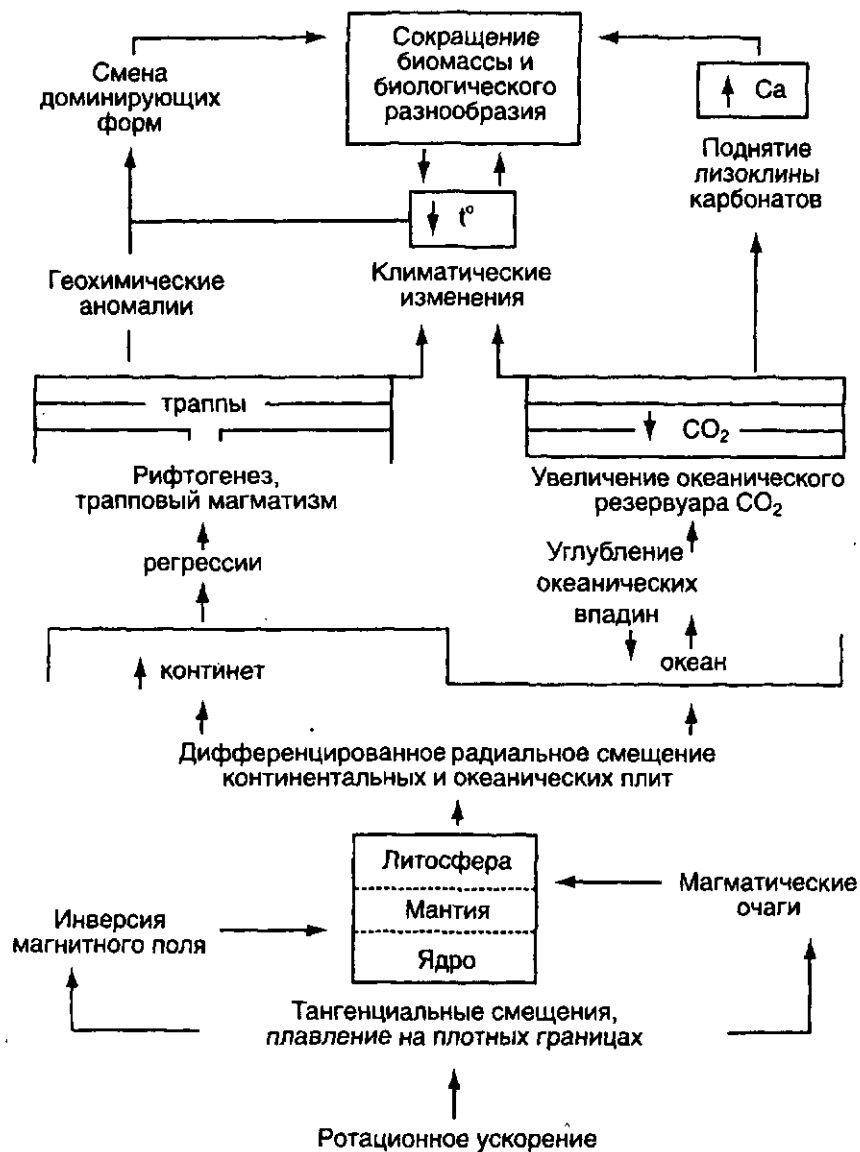 Сокращение
биомассы и
биологического
разнообразия
Смена
доминирующих
форм
Ca
Поднятие
лизоклины
карбонатов
t°
Геохимические
аномалии
Климатические
изменения
траппы
CO₂
Рифтогенез,
трапповый магматизм
Увеличение океанического
резервуара CO₂
регрессии
Углубление
океанических
впадин
континет
океан
Дифференцированное радиальное смещение
континентальных и океанических плит
Литосфера
Мантия
Ядро
Магматические
очаги
Инверсия
магнитного поля
Тангенциальные смещения,
плавление на плотных границах
Ротационное ускорение